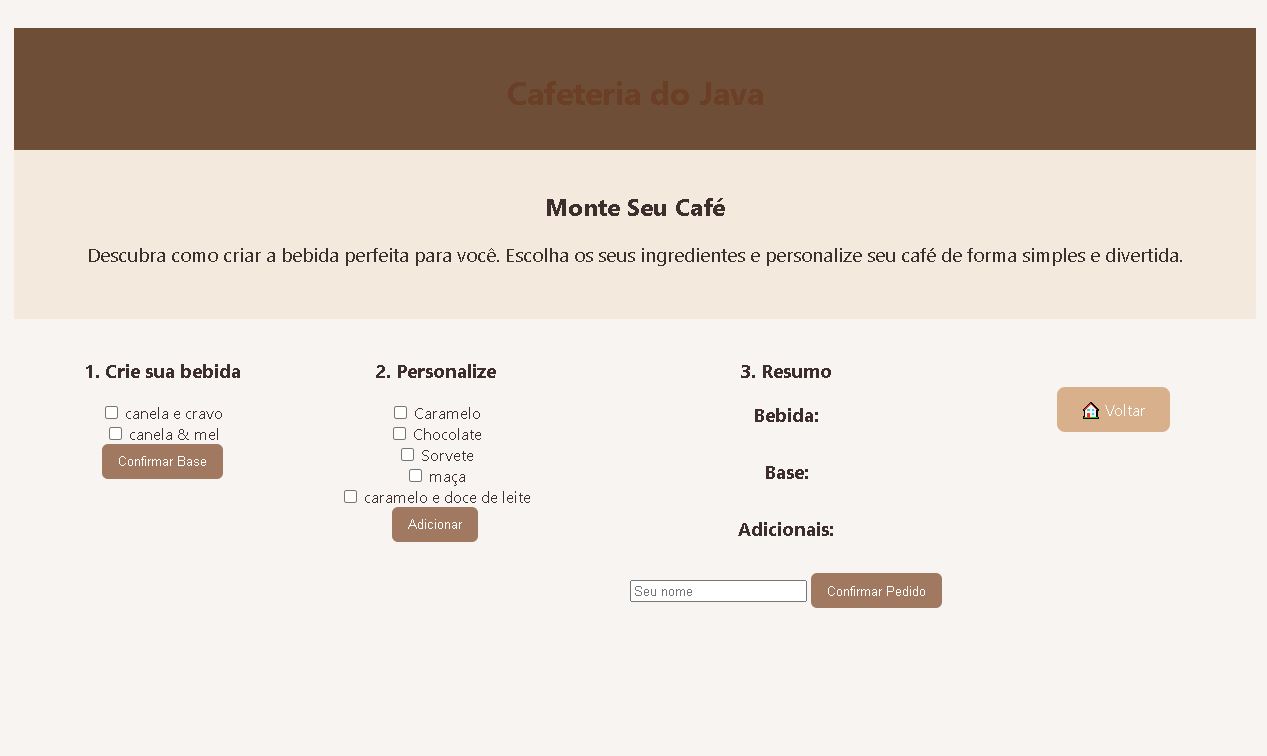 Cafeteria do Java
Monte Seu Café
Descubra como criar a bebida perfeita para você. Escolha os seus ingredientes e personalize seu café de forma simples e divertida.
1. Crie sua bebida
canela e cravo
canela & mel
Confirmar Base
2. Personalize
Caramelo
Chocolate
Sorvete
maça
caramelo e doce de leite
Adicionar
3. Resumo
Bebida:
Base:
Adicionais:
Seu nome
Confirmar Pedido
Voltar